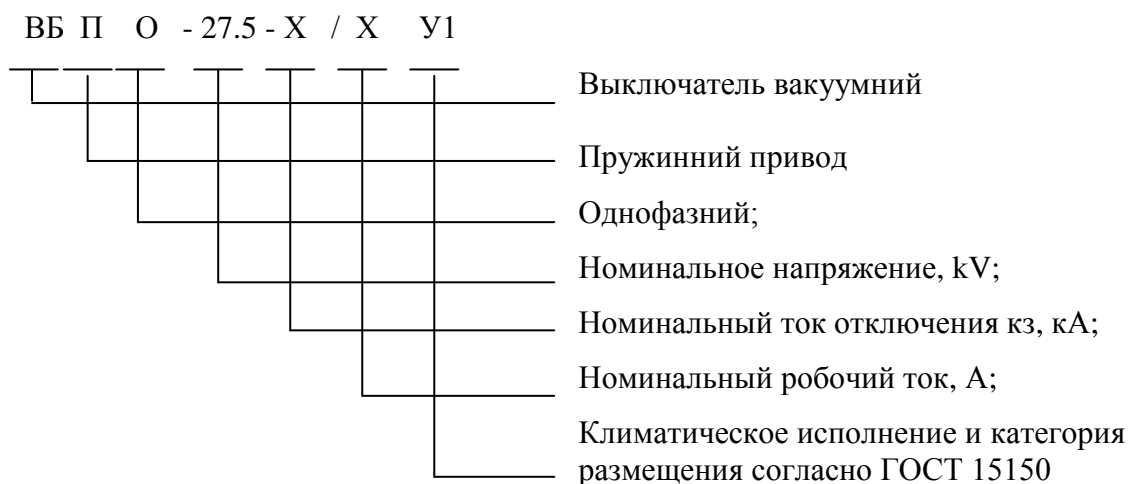 ВБ П О - 27.5 - Х / Х У1
Выключатель вакуумний
Пружинний привод
Однофазний;
Номинальное напряжение, kV;
Номинальный ток отключения кз, кА;
Номинальный робочий ток, А;
Климатическое исполнение и категория
размещения согласно ГОСТ 15150